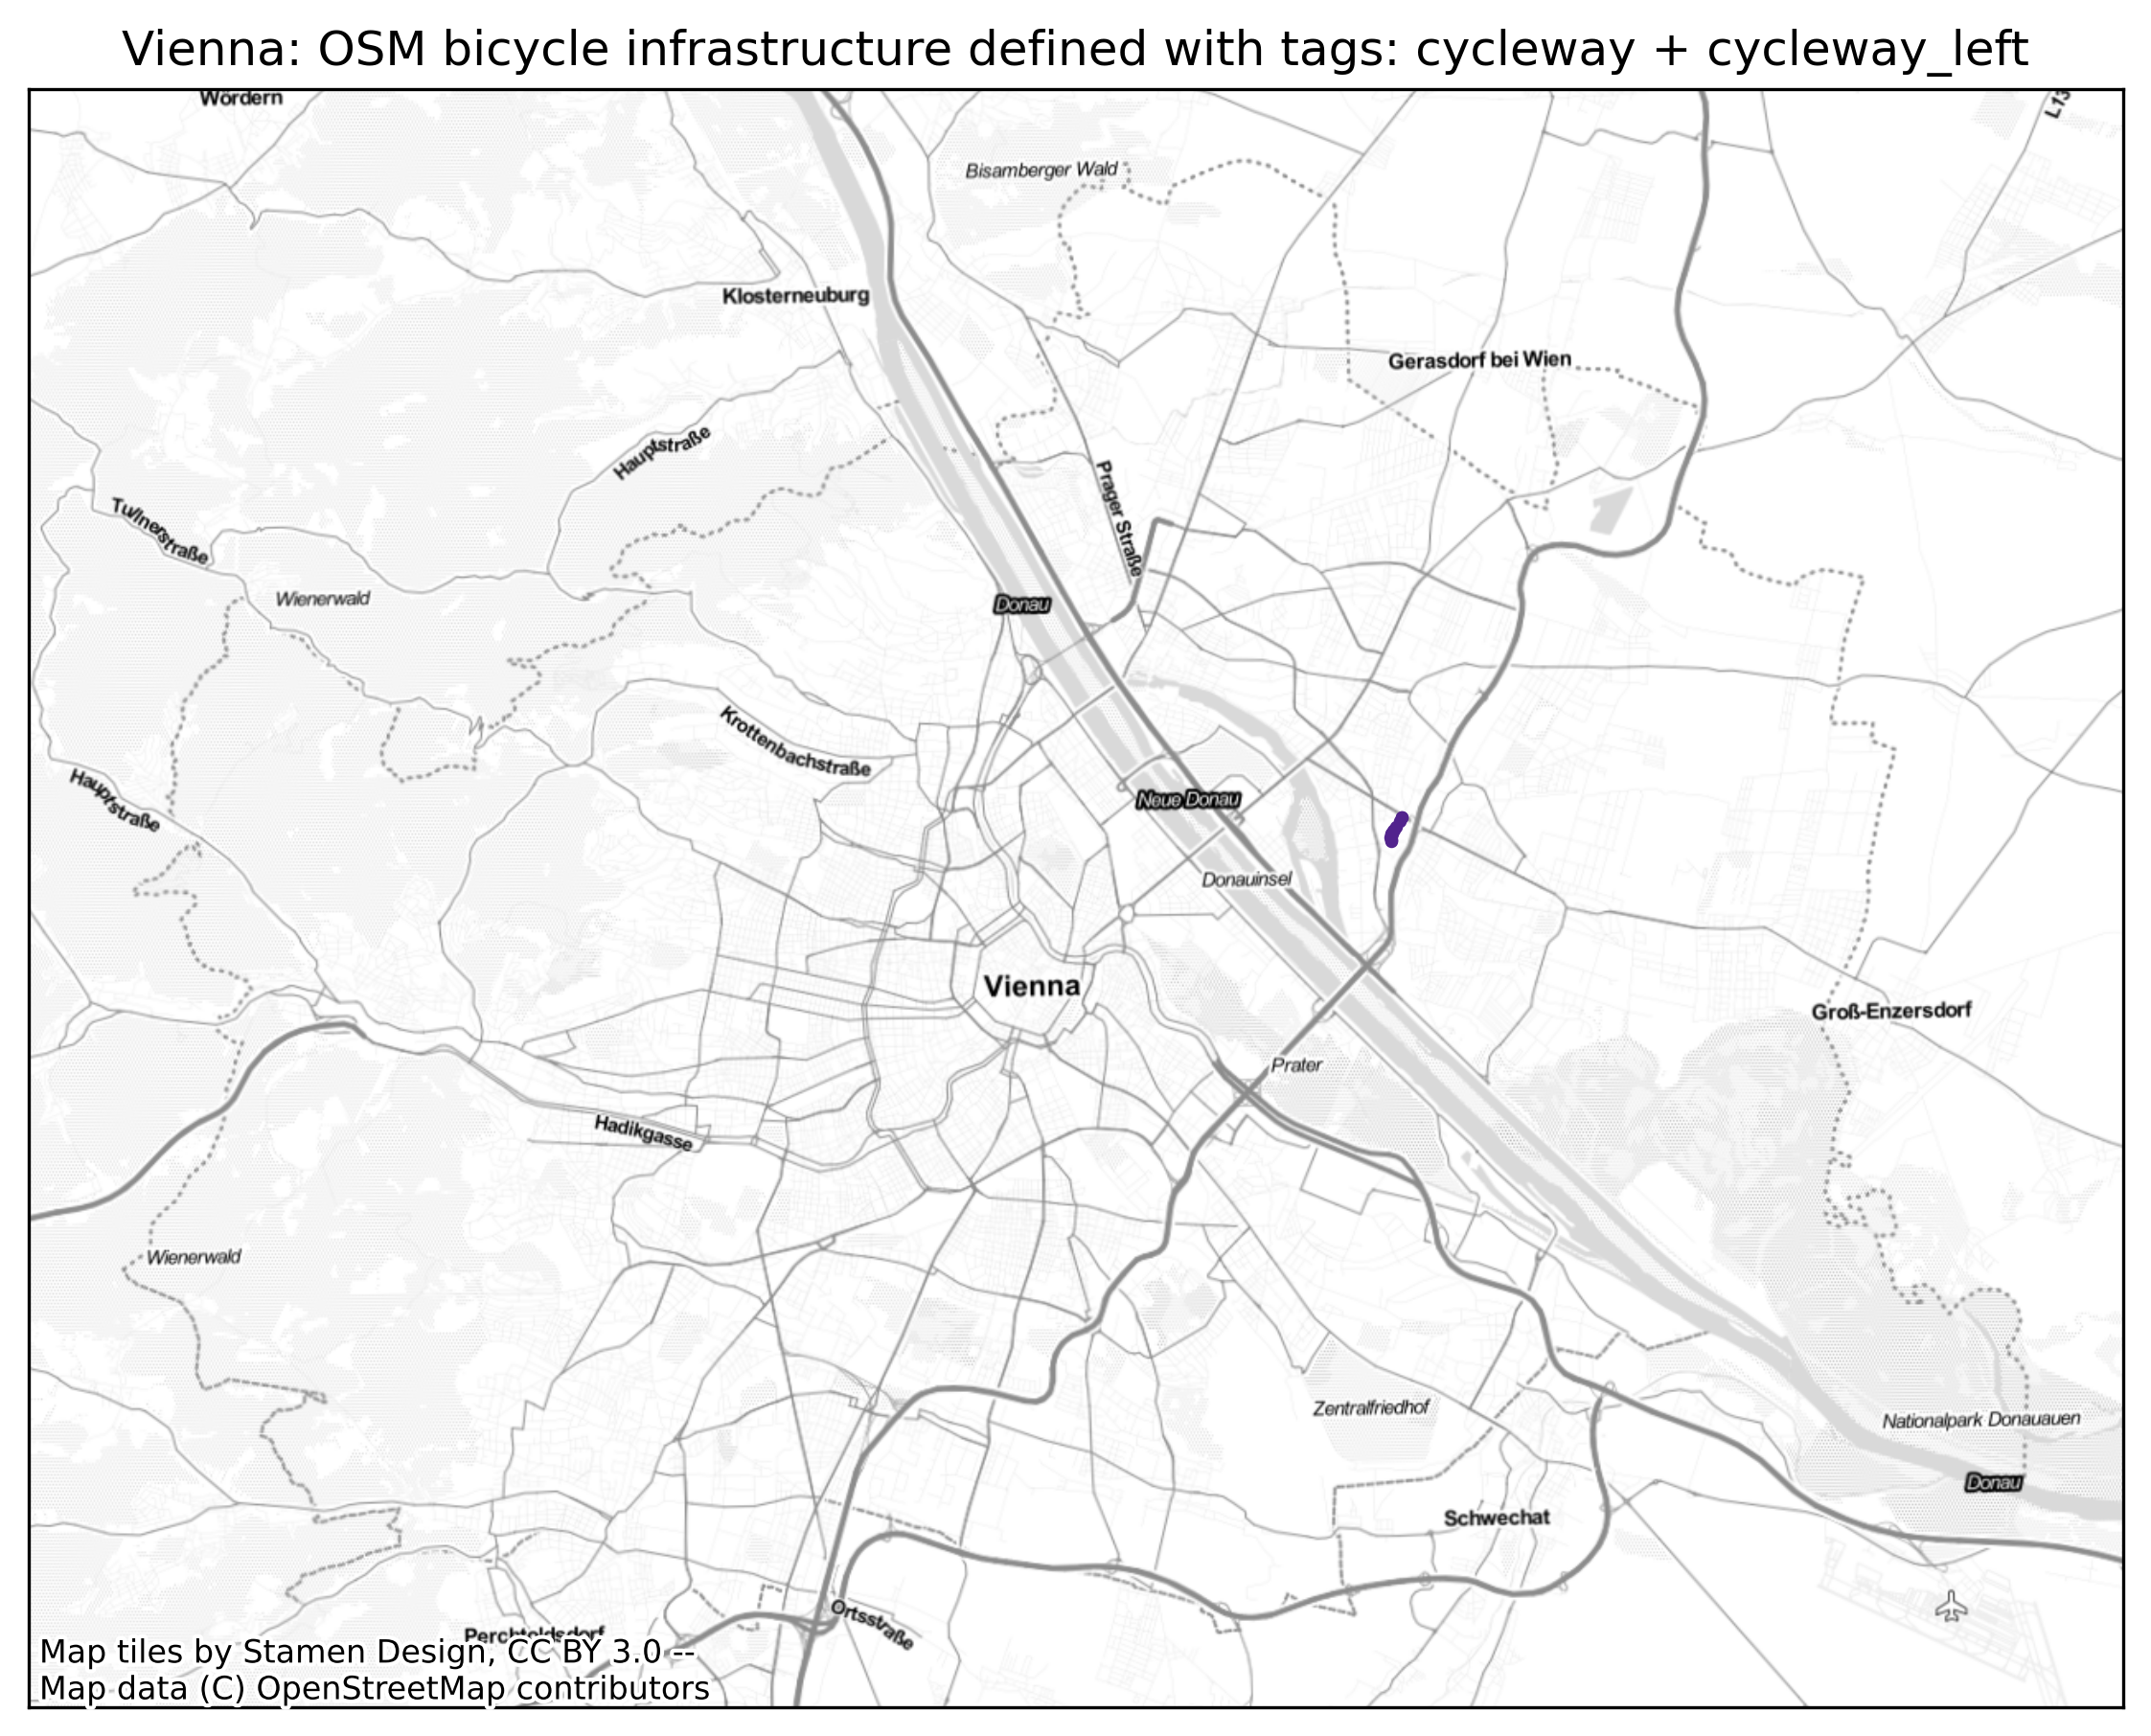 Vienna: OSM bicycle infrastructure defined with tags: cycleway + cycleway_left
Wördern
L13
Bisamberger Wald
Klosterneuburg
Gerasdorf bei Wien
Hauptstraße
Prager Straße
Tullnerstraße
Wienerwald
Donau
Krottenbachstraße
Hauptstraße
Neue Donau
Donauinsel
Vienna
Groß-Enzersdorf
Prater
Hadikgasse
Wienerwald
Zentralfriedhof
Nationalpark Donauauen
Donau
Schwechat
Ortsstraße
Perchtoldsdorf
Map tiles by Stamen Design, CC BY 3.0 --
Map data (C) OpenStreetMap contributors